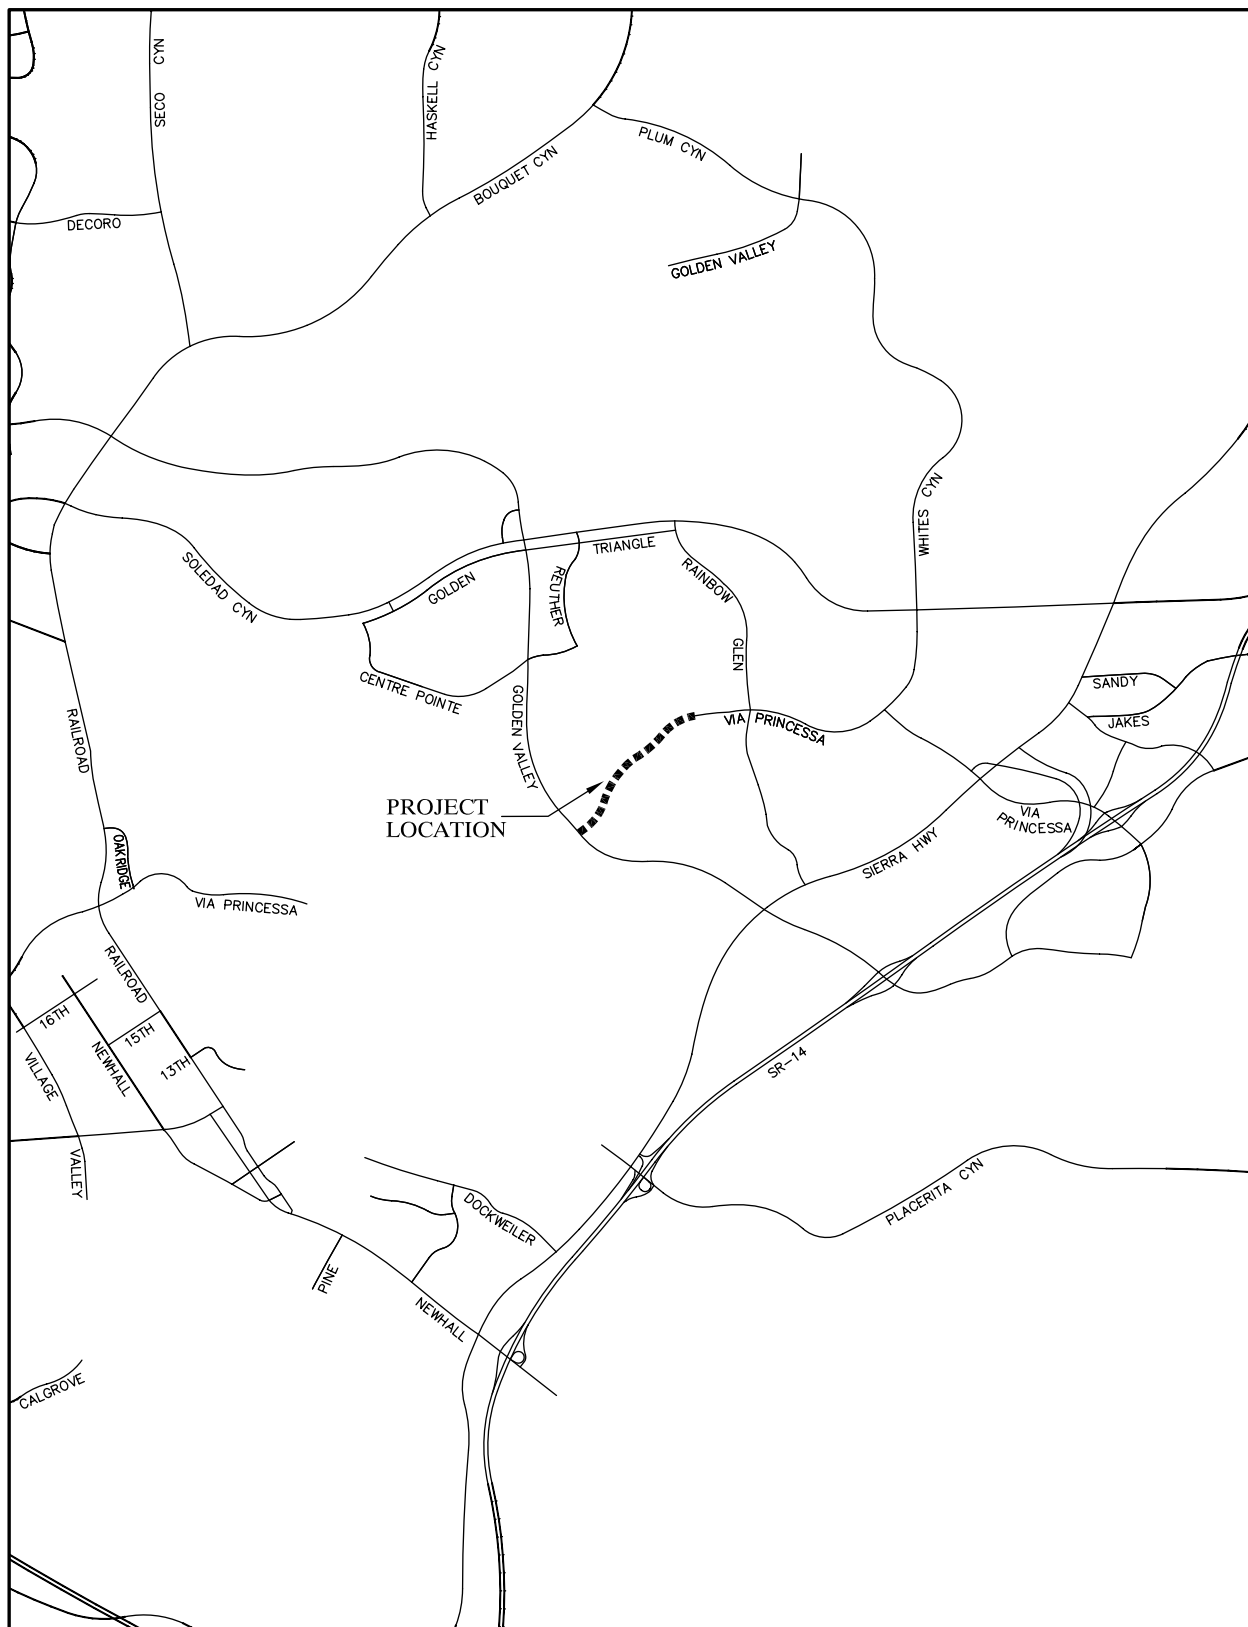 SECO CYN
HASKELL CYN
BOUQUET CYN
PLUM CYN
DECORO
GOLDEN VALLEY
WHITES CYN
SOLEDAD CYN
GOLDEN
TRIANGLE
REUTHER
RAINBOW
GLEN
CENTRE POINTE
GOLDEN VALLEY
RAILROAD
VIA PRINCESSA
SANDY
JAKES
PROJECT
LOCATION
VIA
PRINCESSA
SIERRA HWY
OAKRIDGE
VIA PRINCESSA
RAILROAD
16TH
15TH
13TH
NEWHALL
VILLAGE
VALLEY
SR-14
PLACERITA CYN
DOCKWEILER
PINE
NEWHALL
CALGROVE